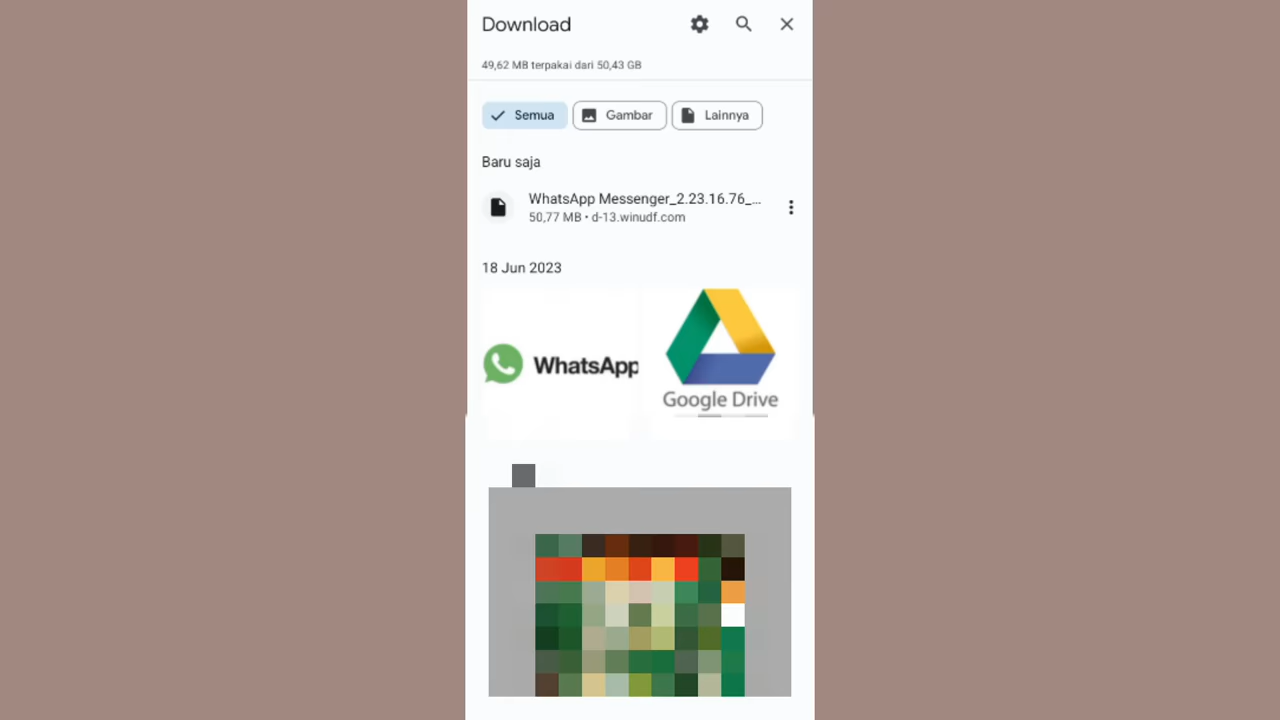 Download
49,62 MB terpakai dari 50,43 GB
Semua
Gambar
Lainnya
Baru saja
WhatsApp Messenger_2.23.16.76_...
50,77 MB • d-13.winudf.com
18 Jun 2023
WhatsApp
Google Drive